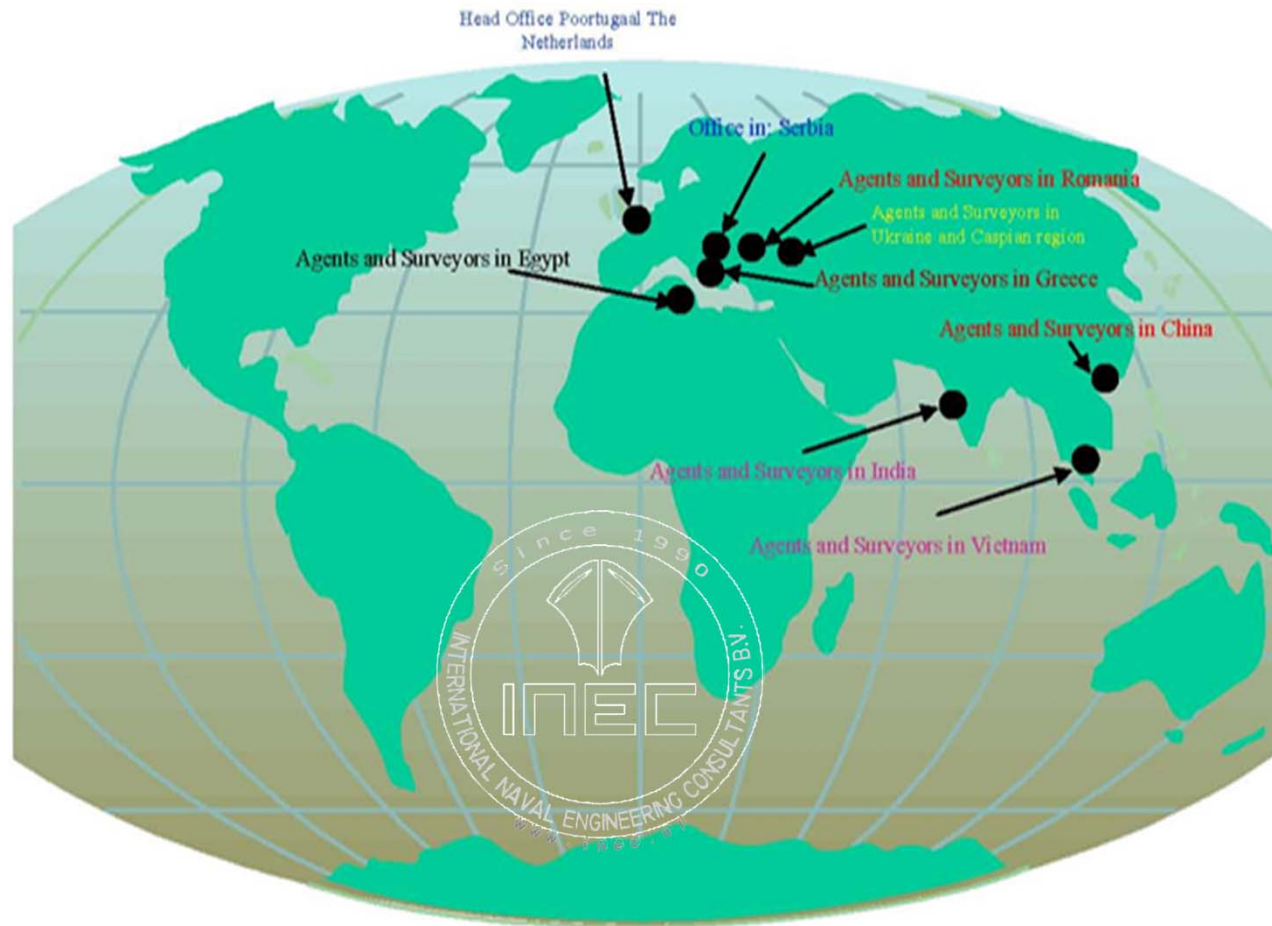 Head Office Poortugaal The
Netherlands
Office in: Serbia
Agents and Surveyors in Romania
Agents and Surveyors in
Ukraine and Caspian region
Agents and Surveyors in Egypt
Agents and Surveyors in Greece
Agents and Surveyors in China
Agents and Surveyors in India
Agents and Surveyors in Vietnam
Since 1990
INEC
INTERNATIONAL NAVAL ENGINEERING CONSULTANTS B.V.